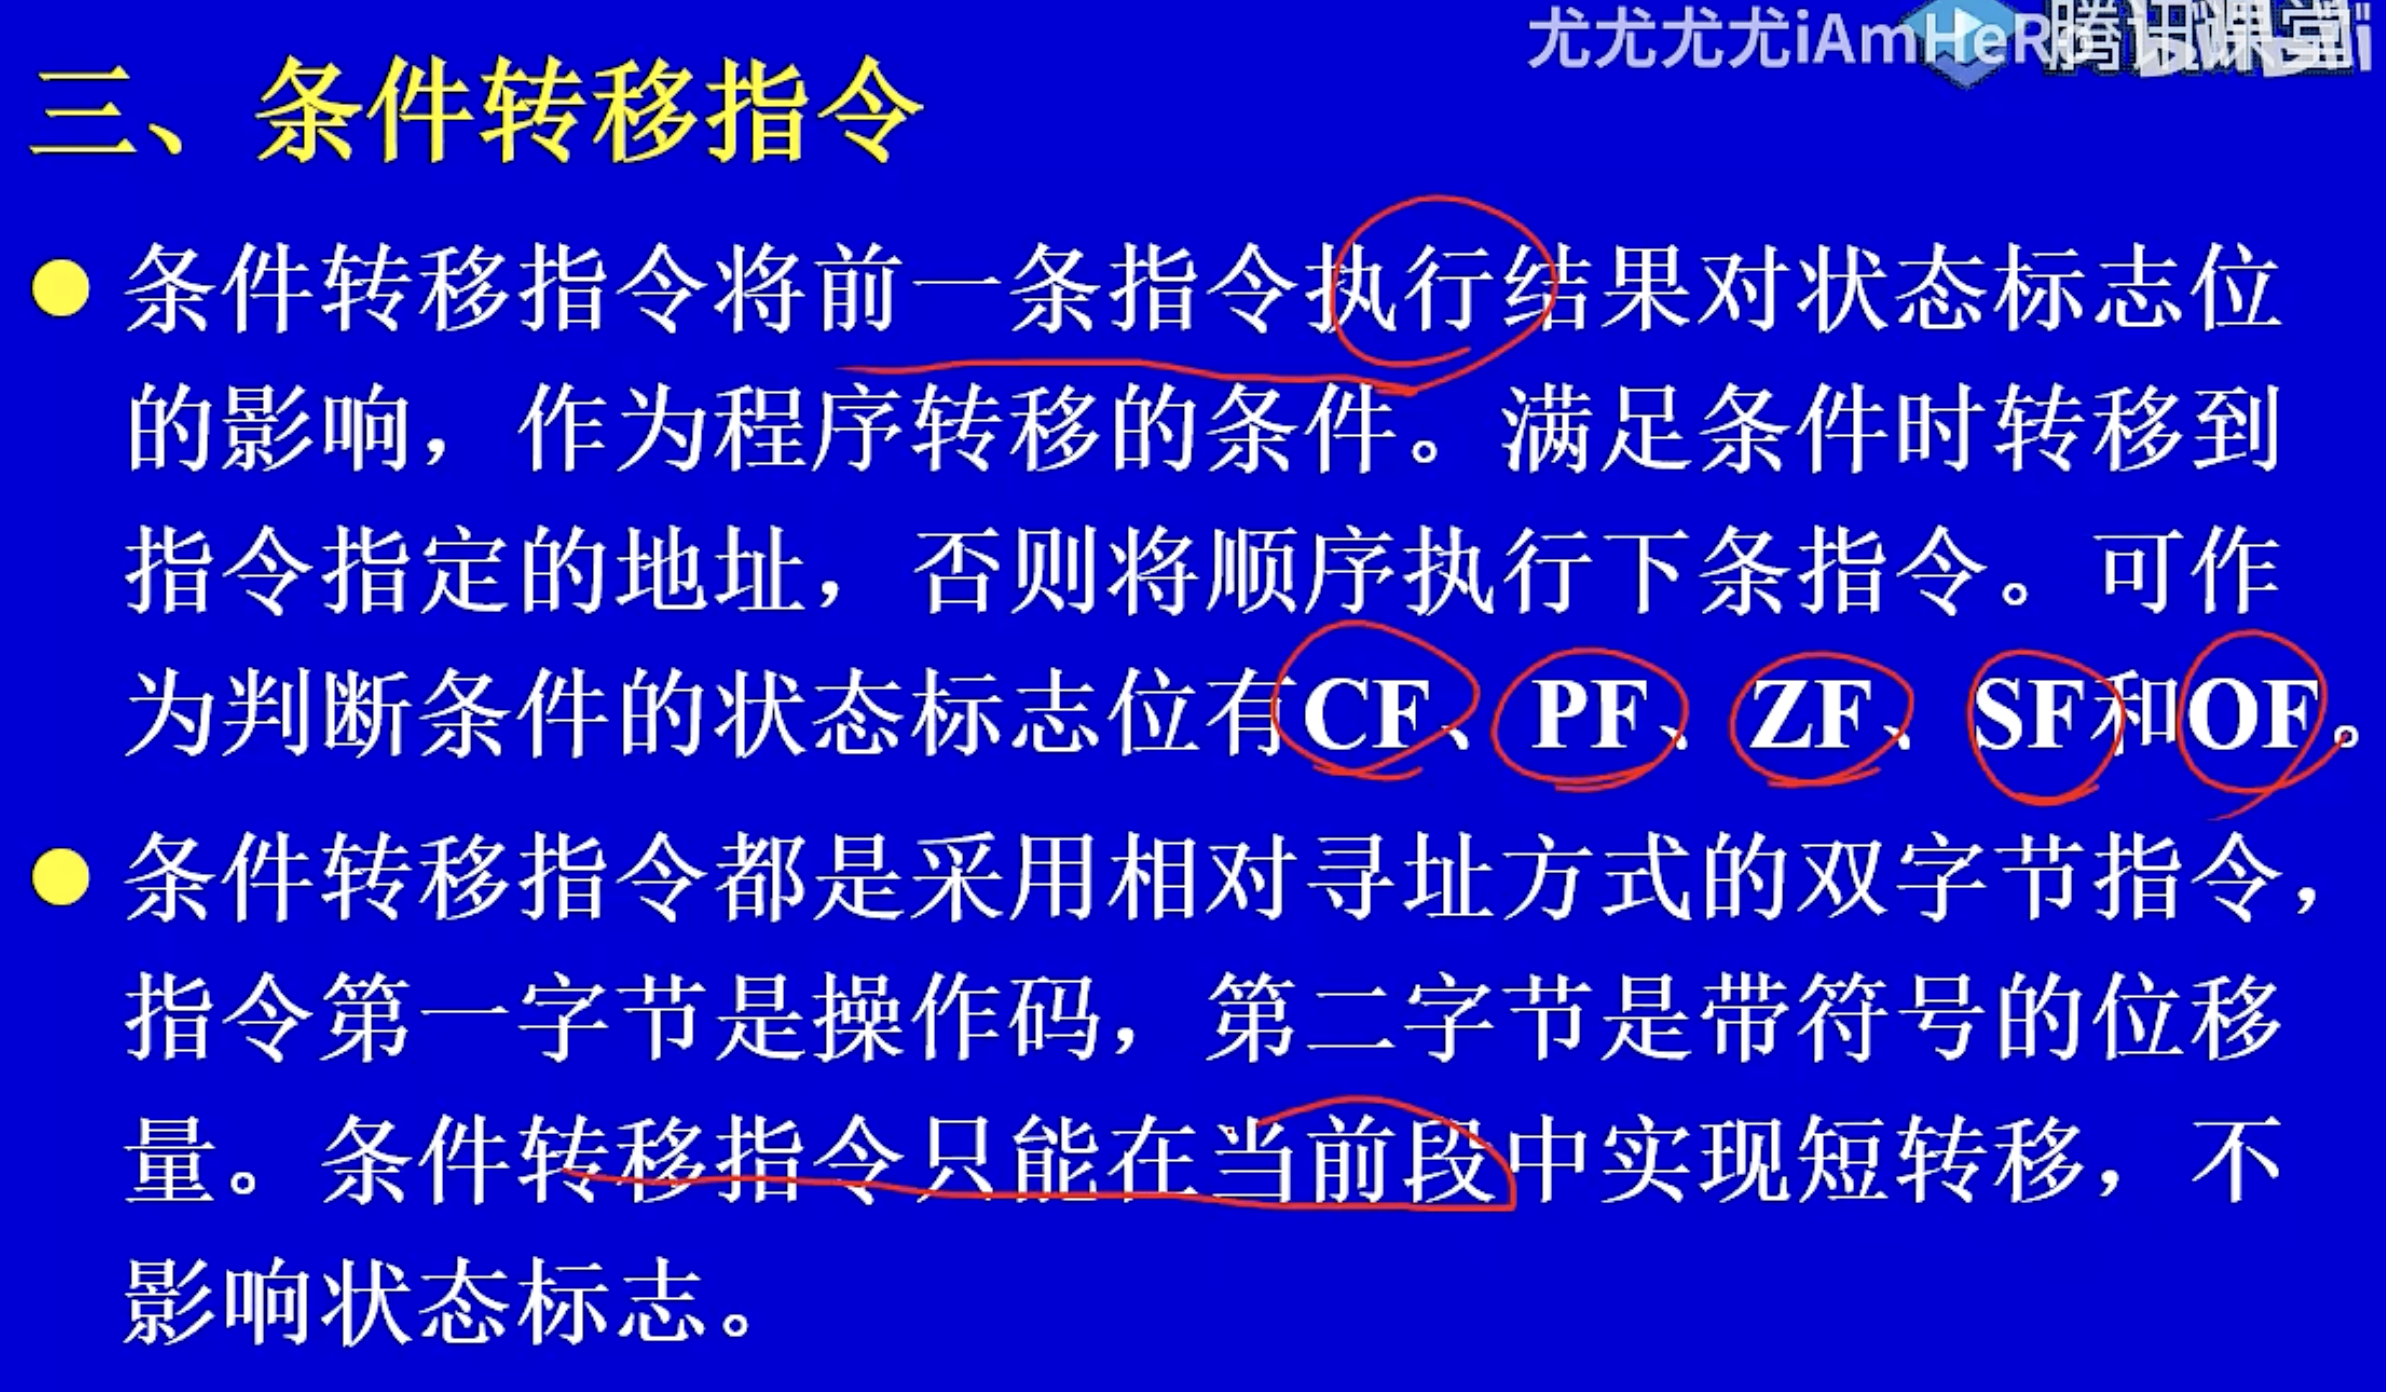 尤尤尤尤iAmHeR 腾讯课堂
三、条件转移指令
条件转移指令将前一条指令执行结果对状态标志位
的影响，作为程序转移的条件。满足条件时转移到
指令指定的地址，否则将顺序执行下条指令。可作
为判断条件的状态标志位有CF、PF、ZF、SF和OF。
条件转移指令都是采用相对寻址方式的双字节指令，
指令第一字节是操作码，第二字节是带符号的位移
量。条件转移指令只能在当前段中实现短转移，不
影响状态标志。